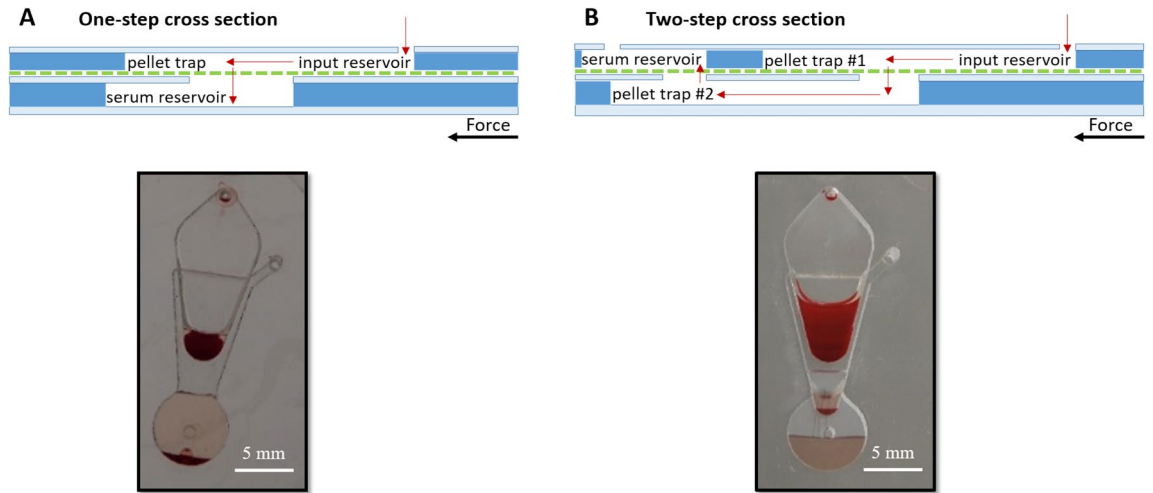 A One-step cross section
pellet trap input reservoir
serum reservoir
Force
5 mm
B Two-step cross section
serum reservoir pellet trap #1 input reservoir
pellet trap #2
Force
5 mm